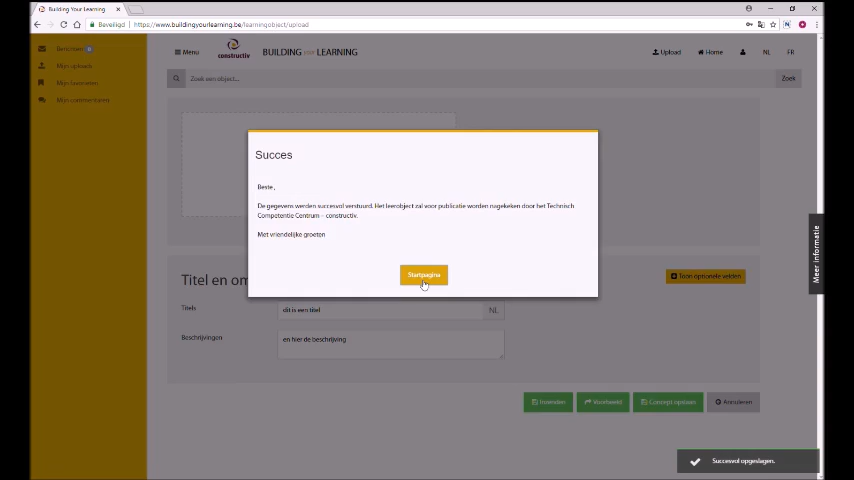 Building Your Learning
Beveiligd https://www.buildingyourlearning.be/learningobject/upload
Berichten 0
Mijn uploads
Mijn favorieten
Mijn commentaren
Menu
constructiv
BUILDING your LEARNING
Upload
Home
NL
FR
Zoek een object...
Zoek
Succes
Beste ,
De gegevens werden succesvol verstuurd. Het leerobject zal voor publicatie worden nagekeken door het Technisch
Competentie Centrum – constructiv.
Met vriendelijke groeten
Startpagina
Meer informatie
Titel en om
Toon optionele velden
Titels
dit is een titel
NL
Beschrijvingen
en hier de beschrijving
Inzenden
Voorbeeld
Concept opslaan
Annuleren
Succesvol opgeslagen.